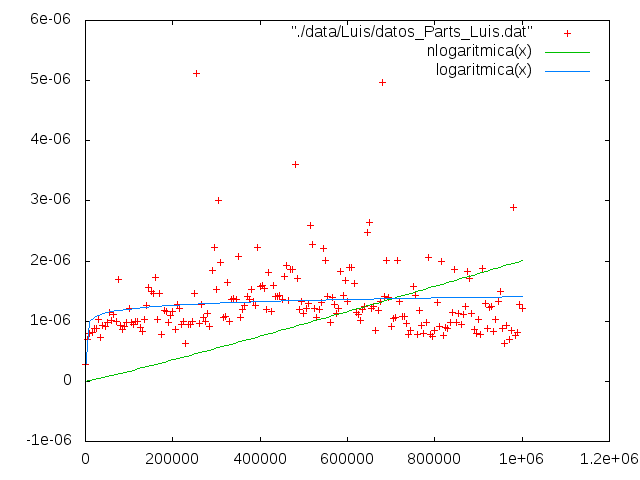 6e-06
"./data/Luis/datos_Parts_Luis.dat"
nlogaritmica(x)
logaritmica(x)
5e-06
4e-06
3e-06
2e-06
1e-06
0
-1e-06
0 200000 400000 600000 800000 1e+06 1.2e+06